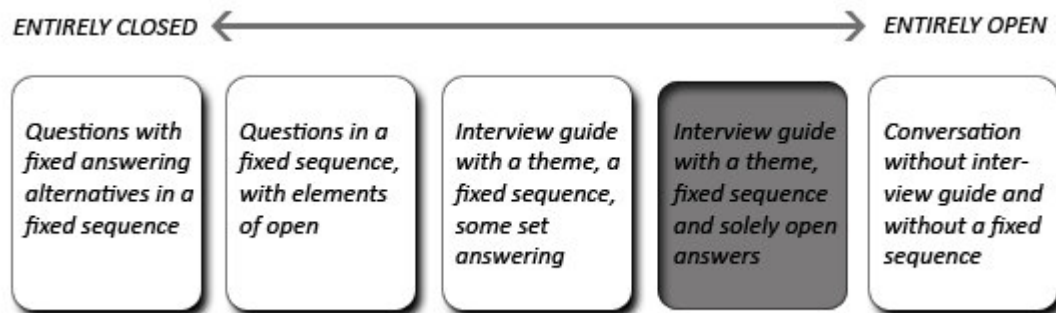 ENTIRELY CLOSED
ENTIRELY OPEN
Questions with
fixed answering
alternatives in a
fixed sequence
Questions in a
fixed sequence,
with elements
of open
Interview guide
with a theme, a
fixed sequence,
some set
answering
Interview guide
with a theme,
fixed sequence
and solely open
answers
Conversation
without inter-
view guide and
without a fixed
sequence